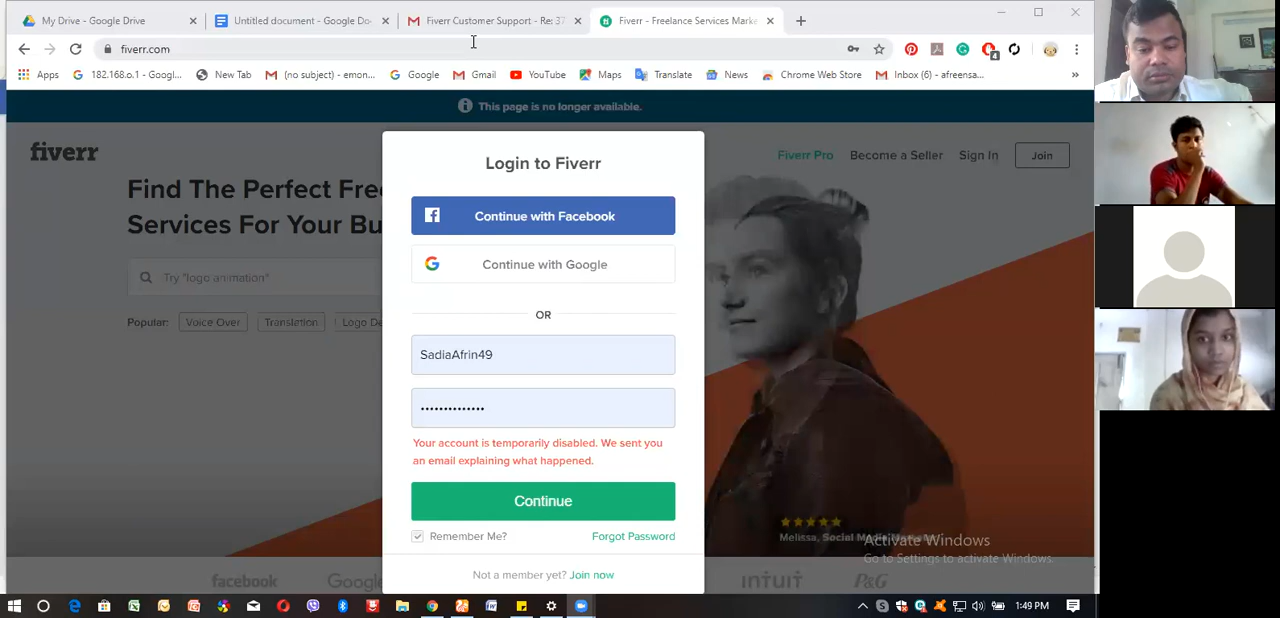 My Drive - Google Drive
Untitled document - Google Do
Fiverr Customer Support - Re: 37
Fiverr - Freelance Services Marke
fiverr.com
4
Apps
192.168.o.1 - Googl...
New Tab
(no subject) - emon...
Google
Gmail
YouTube
Maps
Translate
News
Chrome Web Store
Inbox (6) - afreensa...
This page is no longer available.
fiverr
Fiverr Pro
Become a Seller
Sign In
Join
Find The Perfect Fre
Services For Your Bu
Try "logo animation"
Popular:
Voice Over
Translation
Logo De
Login to Fiverr
Continue with Facebook
Continue with Google
OR
SadiaAfrin49
••••••••••••••
Your account is temporarily disabled. We sent you
an email explaining what happened.
Continue
Remember Me?
Forgot Password
Not a member yet? Join now
Melissa, Social Media
Activate Windows
Go to Settings to activate Windows.
facebook
Google
intuit
P&G
1:49 PM